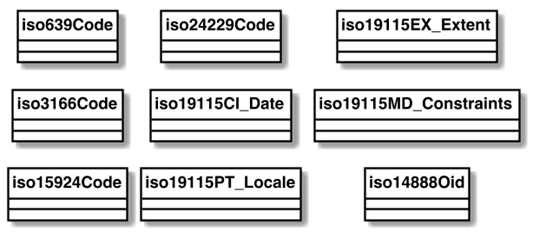 iso639Code
iso24229Code
iso19115EX_Extent
iso3166Code
iso19115CI_Date
iso19115MD_Constraints
iso15924Code
iso19115PT_Locale
iso14888Oid